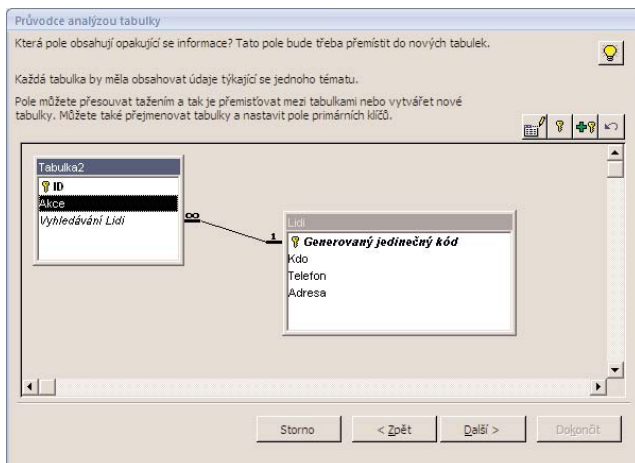 Průvodce analýzou tabulky
Která pole obsahují opakující se informace? Tato pole bude třeba přemístit do nových tabulek.
Každá tabulka by měla obsahovat údaje týkající se jednoho tématu.
Pole můžete přesouvat tažením a tak je přemisťovat mezi tabulkami nebo vytvářet nové
tabulky. Můžete také přejmenovat tabulky a nastavit pole primárních klíčů.
Tabulka2
ID
Akce
Vyhledávání Lidi
∞
1
Lidi
Generovaný jedinečný kód
Kdo
Telefon
Adresa
Storno
< Zpět
Další >
Dokončit